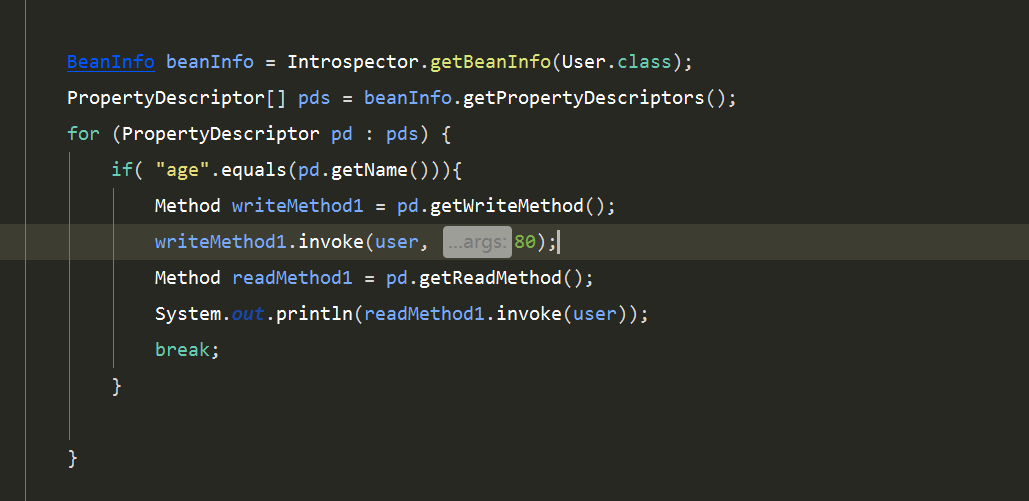 BeanInfo beanInfo = Introspector.getBeanInfo(User.class);
PropertyDescriptor[] pds = beanInfo.getPropertyDescriptors();
for (PropertyDescriptor pd : pds) {
if( "age".equals(pd.getName())){
Method writeMethod1 = pd.getWriteMethod();
writeMethod1.invoke(user, ...args: 80);
Method readMethod1 = pd.getReadMethod();
System.out.println(readMethod1.invoke(user));
break;
}
}